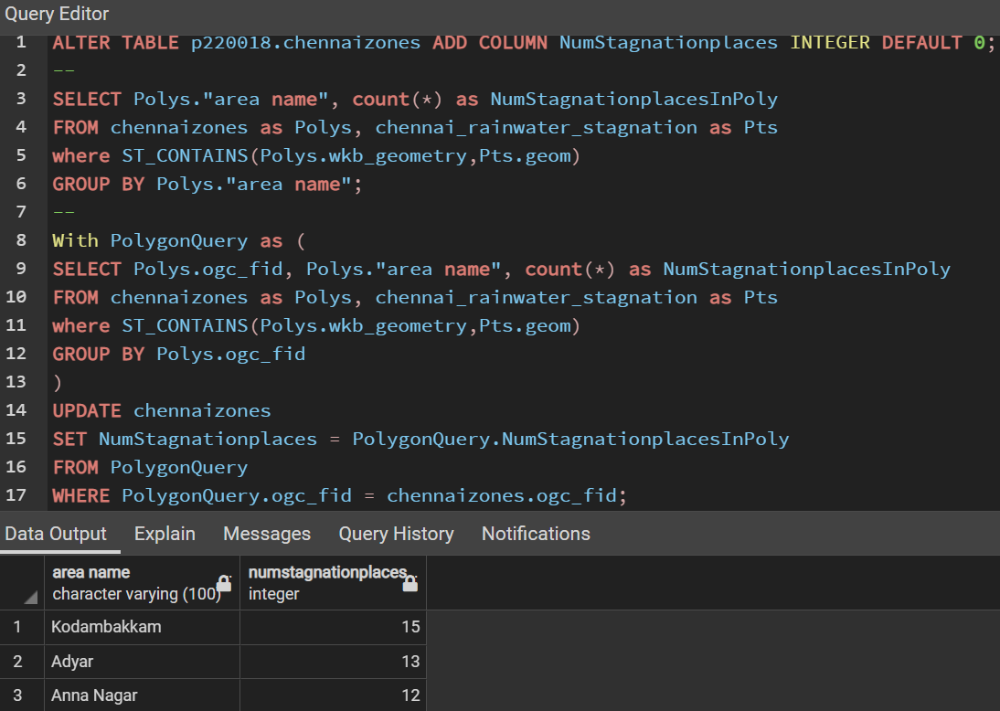 Query Editor
1 ALTER TABLE p220018.chennaizones ADD COLUMN NumStagnationplaces INTEGER DEFAULT 0;
2 --
3 SELECT Polys."area name", count(*) as NumStagnationplacesInPoly
4 FROM chennaizones as Polys, chennai_rainwater_stagnation as Pts
5 where ST_CONTAINS(Polys.wkb_geometry,Pts.geom)
6 GROUP BY Polys."area name";
7 --
8 With PolygonQuery as (
9 SELECT Polys.ogc_fid, Polys."area name", count(*) as NumStagnationplacesInPoly
10 FROM chennaizones as Polys, chennai_rainwater_stagnation as Pts
11 where ST_CONTAINS(Polys.wkb_geometry,Pts.geom)
12 GROUP BY Polys.ogc_fid
13 )
14 UPDATE chennaizones
15 SET NumStagnationplaces = PolygonQuery.NumStagnationplacesInPoly
16 FROM PolygonQuery
17 WHERE PolygonQuery.ogc_fid = chennaizones.ogc_fid;
Data Output Explain Messages Query History Notifications
area name numstagnationplaces
character varying (100) integer
1 Kodambakkam 15
2 Adyar 13
3 Anna Nagar 12